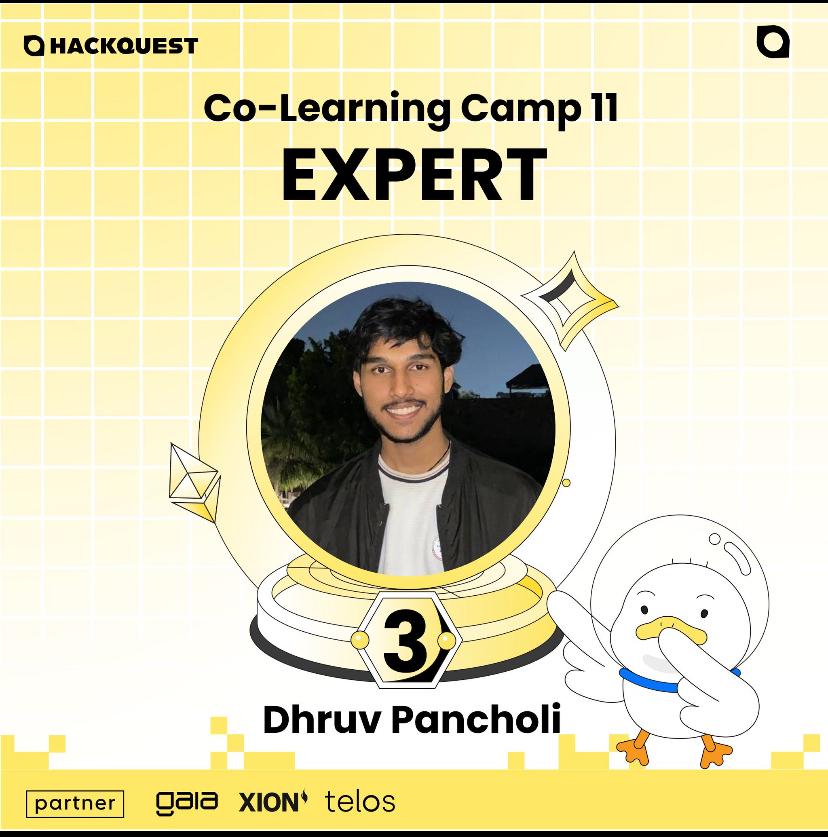 HACKQUEST
Co-Learning Camp 11
EXPERT
3
Dhruv Pancholi
partner gaia XION telos